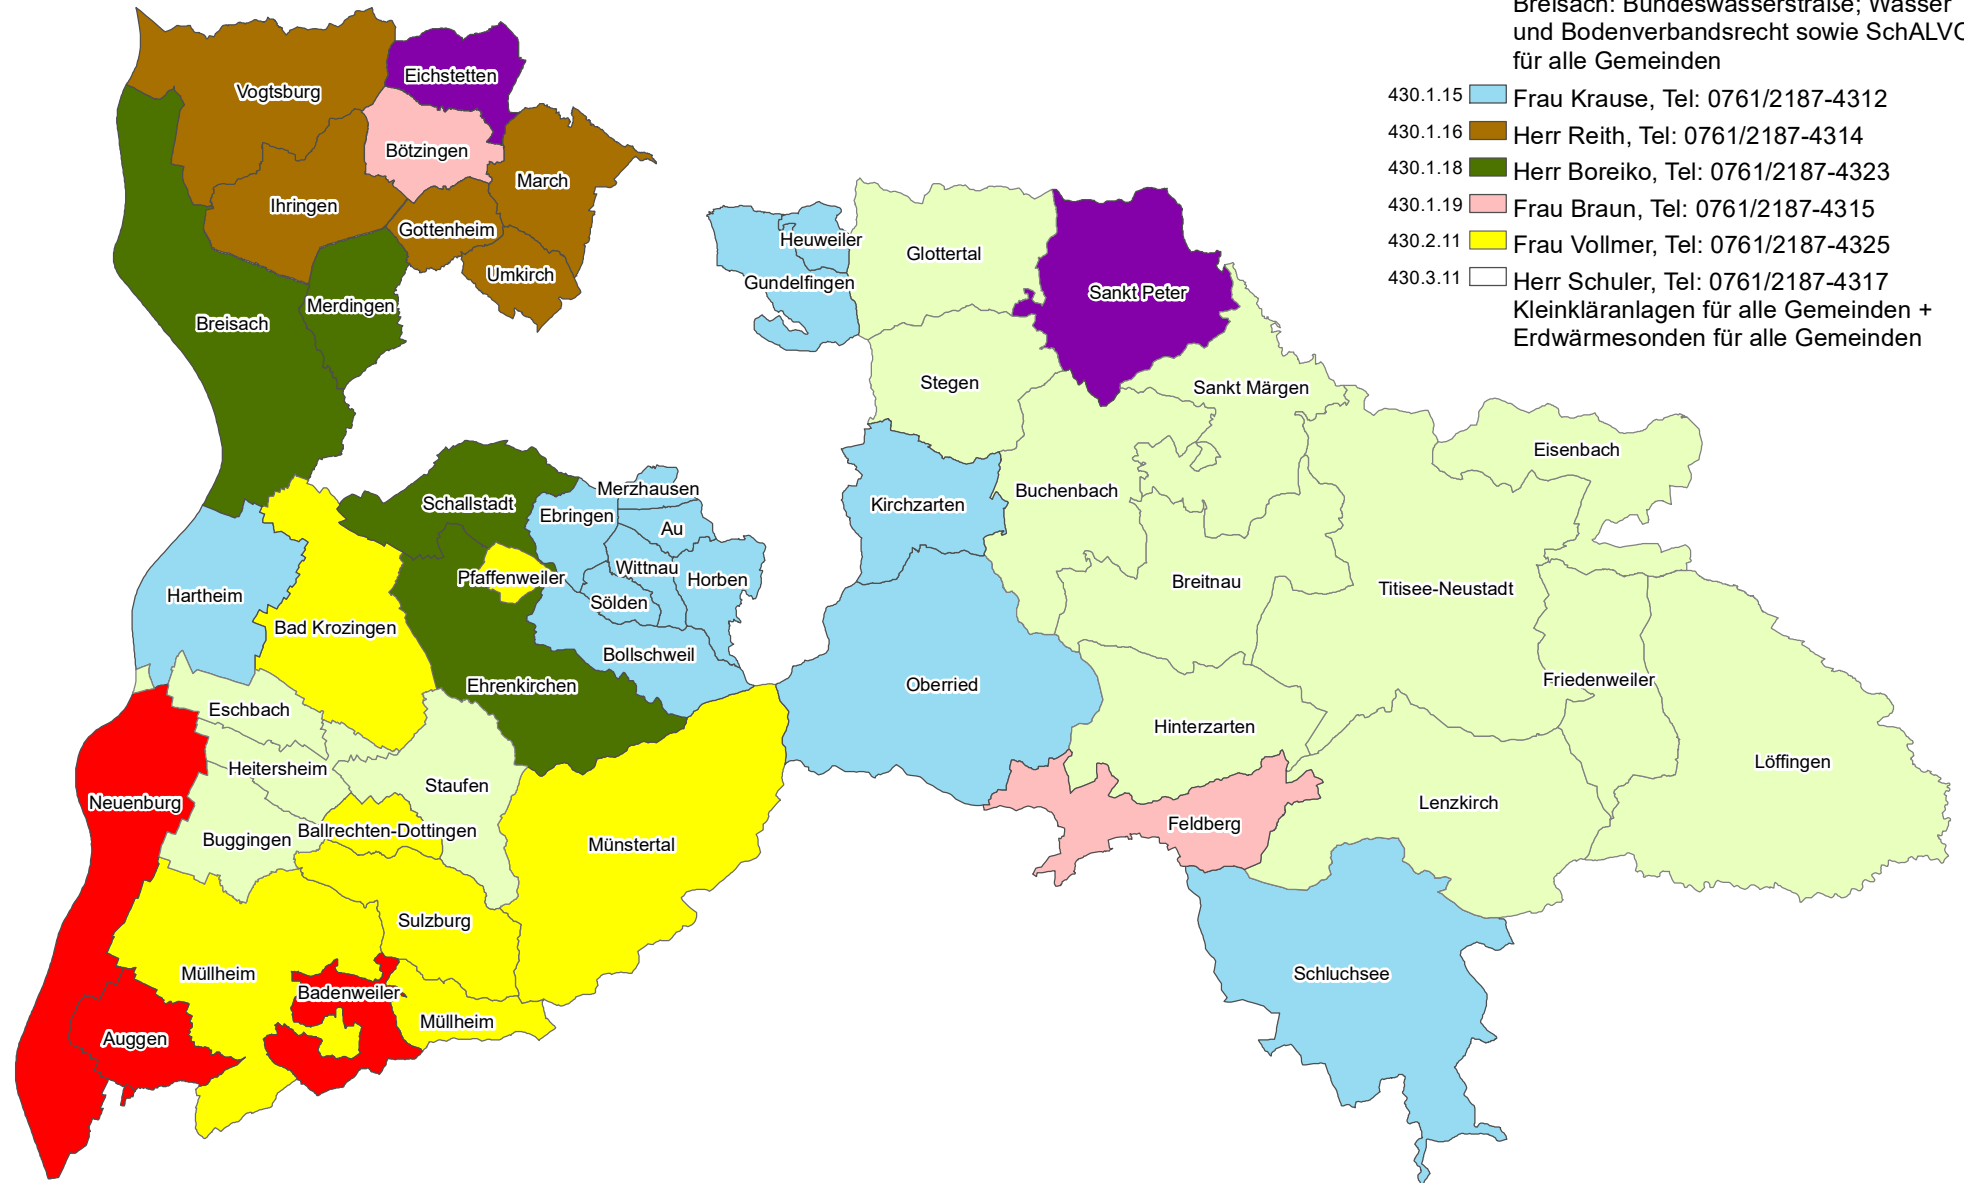 Breisach: Bundeswasserstraße; Wasser
und Bodenverbandsrecht sowie SchALVO
für alle Gemeinden
430.1.15 Frau Krause, Tel: 0761/2187-4312
430.1.16 Herr Reith, Tel: 0761/2187-4314
430.1.18 Herr Boreiko, Tel: 0761/2187-4323
430.1.19 Frau Braun, Tel: 0761/2187-4315
430.2.11 Frau Vollmer, Tel: 0761/2187-4325
430.3.11 Herr Schuler, Tel: 0761/2187-4317
Kleinkläranlagen für alle Gemeinden +
Erdwärmesonden für alle Gemeinden
Eichstetten
Vogtsburg
Bötzingen
March
Ihringen
Gottenheim
Umkirch
Merdingen
Breisach
Heuweiler
Gundelfingen
Glottertal
Sankt Peter
Stegen
Sankt Märgen
Eisenbach
Buchenbach
Kirchzarten
Schallstadt
Merzhausen
Ebringen
Au
Wittnau
Horben
Pfaffenweiler
Sölden
Hartheim
Bad Krozingen
Bollschweil
Ehrenkirchen
Breitnau
Titisee-Neustadt
Oberried
Friedenweiler
Hinterzarten
Löffingen
Eschbach
Heitersheim
Staufen
Neuenburg
Buggingen
Ballrechten-Dottingen
Münstertal
Lenzkirch
Feldberg
Sulzburg
Müllheim
Badenweiler
Müllheim
Auggen
Schluchsee